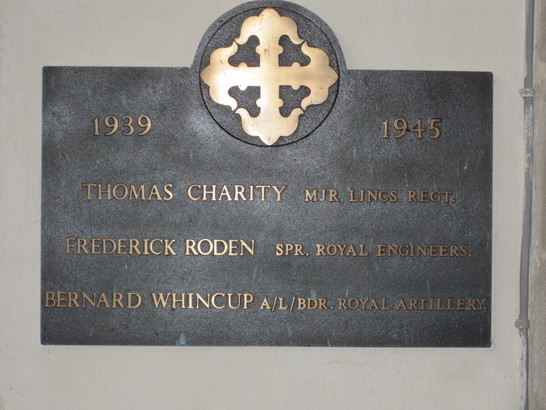 1939 1945
THOMAS CHARITY MJR. LINCS. REGT.
FREDERICK RODEN SPR. ROYAL ENGINEERS.
BERNARD WHINCUP A/L/BDR. ROYAL ARTILLERY.